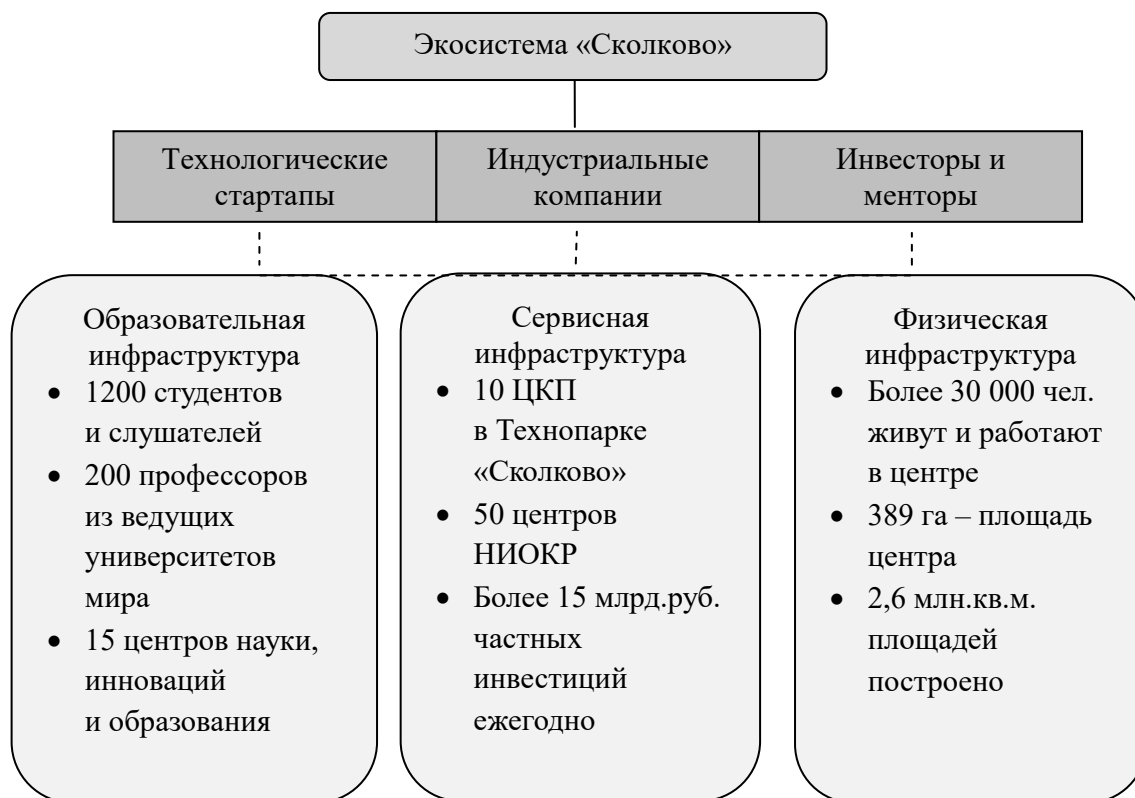 Экосистема «Сколково»
Технологические
стартапы
Индустриальные
компании
Инвесторы и
менторы
Образовательная
инфраструктура
• 1200 студентов
и слушателей
• 200 профессоров
из ведущих
университетов
мира
• 15 центров науки,
инноваций
и образования
Сервисная
инфраструктура
• 10 ЦКП
в Технопарке
«Сколково»
• 50 центров
НИОКР
• Более 15 млрд.руб.
частных
инвестиций
ежегодно
Физическая
инфраструктура
• Более 30 000 чел.
живут и работают
в центре
• 389 га – площадь
центра
• 2,6 млн.кв.м.
площадей
построено